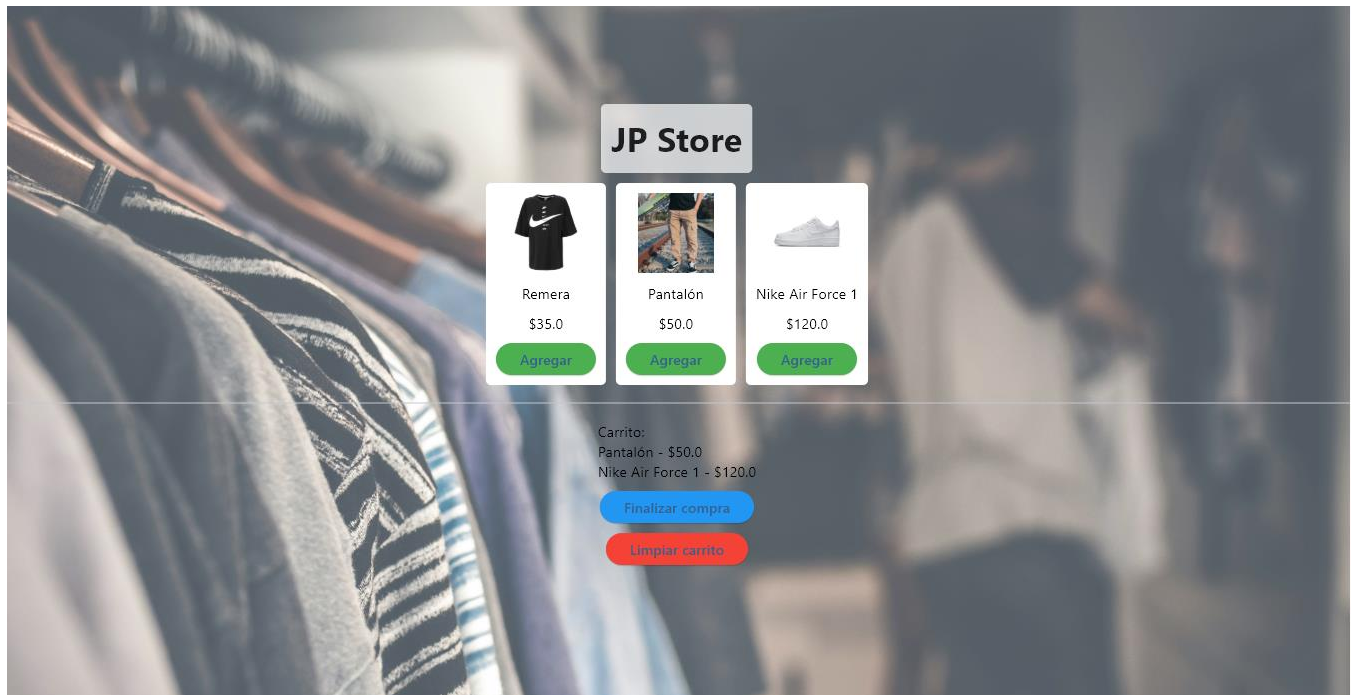 JP Store
Remera
Pantalón
Nike Air Force 1
$35.0
$50.0
$120.0
Agregar
Agregar
Agregar
Carrito:
Pantalón - $50.0
Nike Air Force 1 - $120.0
Finalizar compra
Limpiar carrito